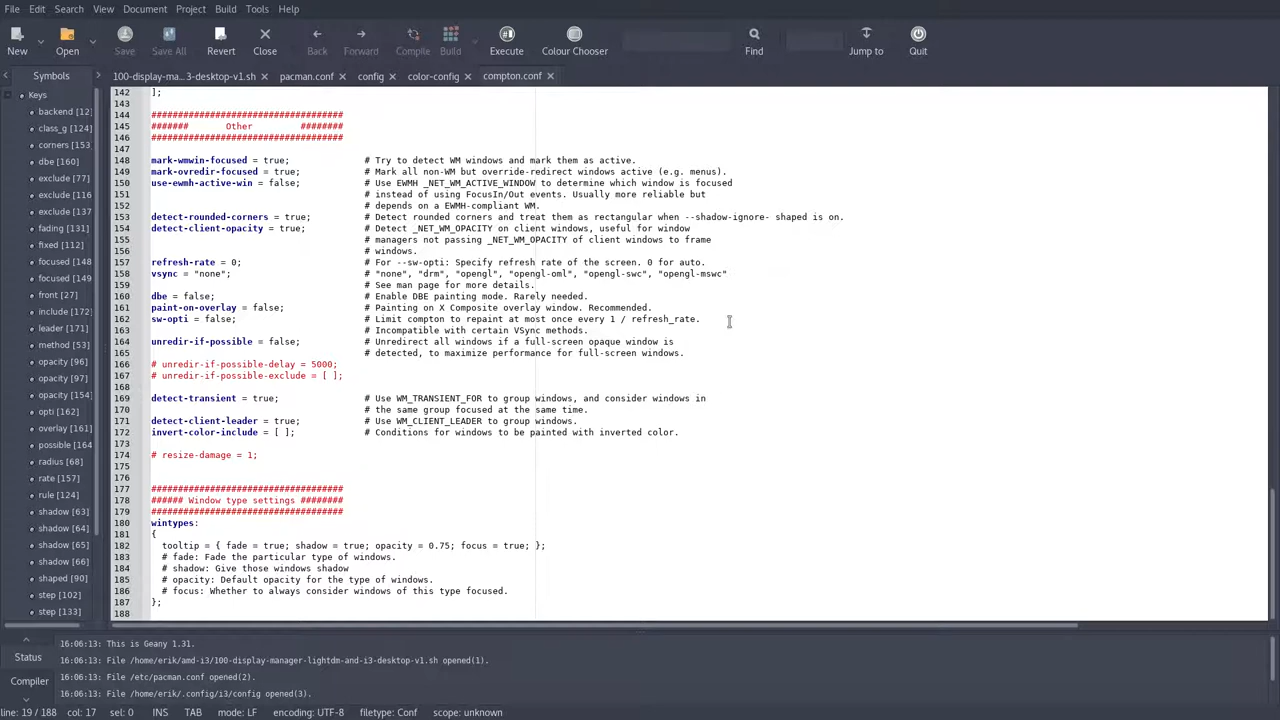 File Edit Search View Document Project Build Tools Help
New Open Save Save All Revert Close Back Forward Compile Build Execute Colour Chooser Find Jump to Quit
Symbols
100-display-ma...3-desktop-v1.sh pacman.conf config color-config compton.conf
Keys
backend [12]
class_g [124]
corners [153
dbe [160]
exclude [77]
exclude [116
exclude [137
fading [131]
fixed [112]
focused [148
focused [149
front [27]
include [172
leader [171]
method [53]
opacity [96]
opacity [97]
opacity [154
opti [162]
overlay [161]
possible [164
radius [68]
rate [157]
rule [124]
shadow [63]
shadow [64]
shadow [65]
shadow [66]
shaped [90]
step [102]
step [133]
142 ];
143
144 ####################################
145 ####### Other ########
146 ####################################
147
148 mark-wmwin-focused = true; # Try to detect WM windows and mark them as active.
149 mark-ovredir-focused = true; # Mark all non-WM but override-redirect windows active (e.g. menus).
150 use-ewmh-active-win = false; # Use EWMH _NET_WM_ACTIVE_WINDOW to determine which window is focused
151 # instead of using FocusIn/Out events. Usually more reliable but
152 # depends on a EWMH-compliant WM.
153 detect-rounded-corners = true; # Detect rounded corners and treat them as rectangular when --shadow-ignore- shaped is on.
154 detect-client-opacity = true; # Detect _NET_WM_OPACITY on client windows, useful for window
155 # managers not passing _NET_WM_OPACITY of client windows to frame
156 # windows.
157 refresh-rate = 0; # For --sw-opti: Specify refresh rate of the screen. 0 for auto.
158 vsync = "none"; # "none", "drm", "opengl", "opengl-oml", "opengl-swc", "opengl-mswc"
159 # See man page for more details.
160 dbe = false; # Enable DBE painting mode. Rarely needed.
161 paint-on-overlay = false; # Painting on X Composite overlay window. Recommended.
162 sw-opti = false; # Limit compton to repaint at most once every 1 / refresh_rate.
163 # Incompatible with certain VSync methods.
164 unredir-if-possible = false; # Unredirect all windows if a full-screen opaque window is
165 # detected, to maximize performance for full-screen windows.
166 # unredir-if-possible-delay = 5000;
167 # unredir-if-possible-exclude = [ ];
168
169 detect-transient = true; # Use WM_TRANSIENT_FOR to group windows, and consider windows in
170 # the same group focused at the same time.
171 detect-client-leader = true; # Use WM_CLIENT_LEADER to group windows.
172 invert-color-include = [ ]; # Conditions for windows to be painted with inverted color.
173
174 # resize-damage = 1;
175
176
177 ####################################
178 ###### Window type settings ########
179 ####################################
180 wintypes:
181 {
182 tooltip = { fade = true; shadow = true; opacity = 0.75; focus = true; };
183 # fade: Fade the particular type of windows.
184 # shadow: Give those windows shadow
185 # opacity: Default opacity for the type of windows.
186 # focus: Whether to always consider windows of this type focused.
187 };
188
Status
Compiler
16:06:13: This is Geany 1.31.
16:06:13: File /home/erik/amd-i3/100-display-manager-lightdm-and-i3-desktop-v1.sh opened(1).
16:06:13: File /etc/pacman.conf opened(2).
16:06:13: File /home/erik/.config/i3/config opened(3).
line: 19 / 188 col: 17 sel: 0 INS TAB mode: LF encoding: UTF-8 filetype: Conf scope: unknown